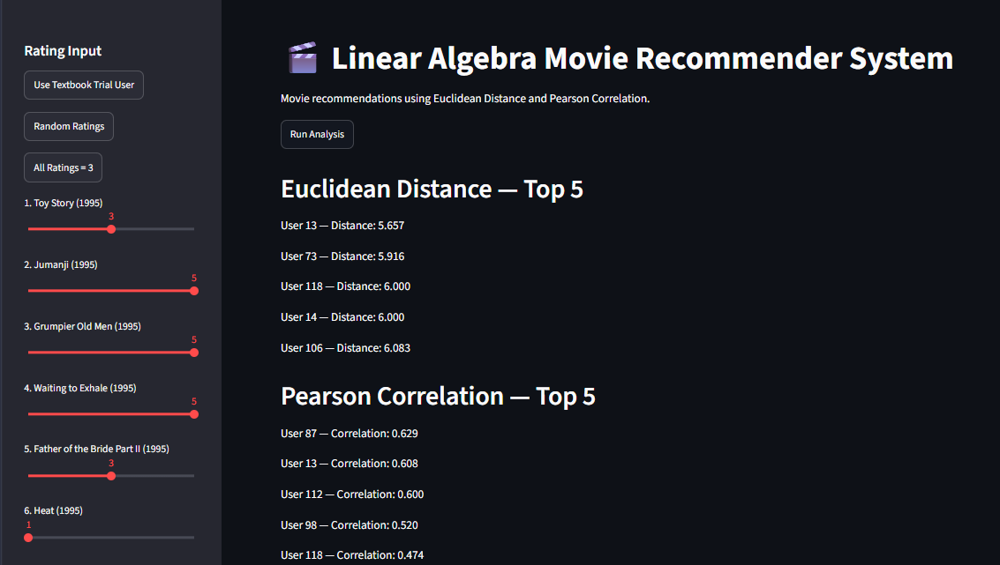 Rating Input
Use Textbook Trial User
Random Ratings
All Ratings = 3
1. Toy Story (1995)
3
2. Jumanji (1995)
5
3. Grumpier Old Men (1995)
5
4. Waiting to Exhale (1995)
5
5. Father of the Bride Part II (1995)
3
6. Heat (1995)
1
Linear Algebra Movie Recommender System
Movie recommendations using Euclidean Distance and Pearson Correlation.
Run Analysis
Euclidean Distance — Top 5
User 13 — Distance: 5.657
User 73 — Distance: 5.916
User 118 — Distance: 6.000
User 14 — Distance: 6.000
User 106 — Distance: 6.083
Pearson Correlation — Top 5
User 87 — Correlation: 0.629
User 13 — Correlation: 0.608
User 112 — Correlation: 0.600
User 98 — Correlation: 0.520
User 118 — Correlation: 0.474